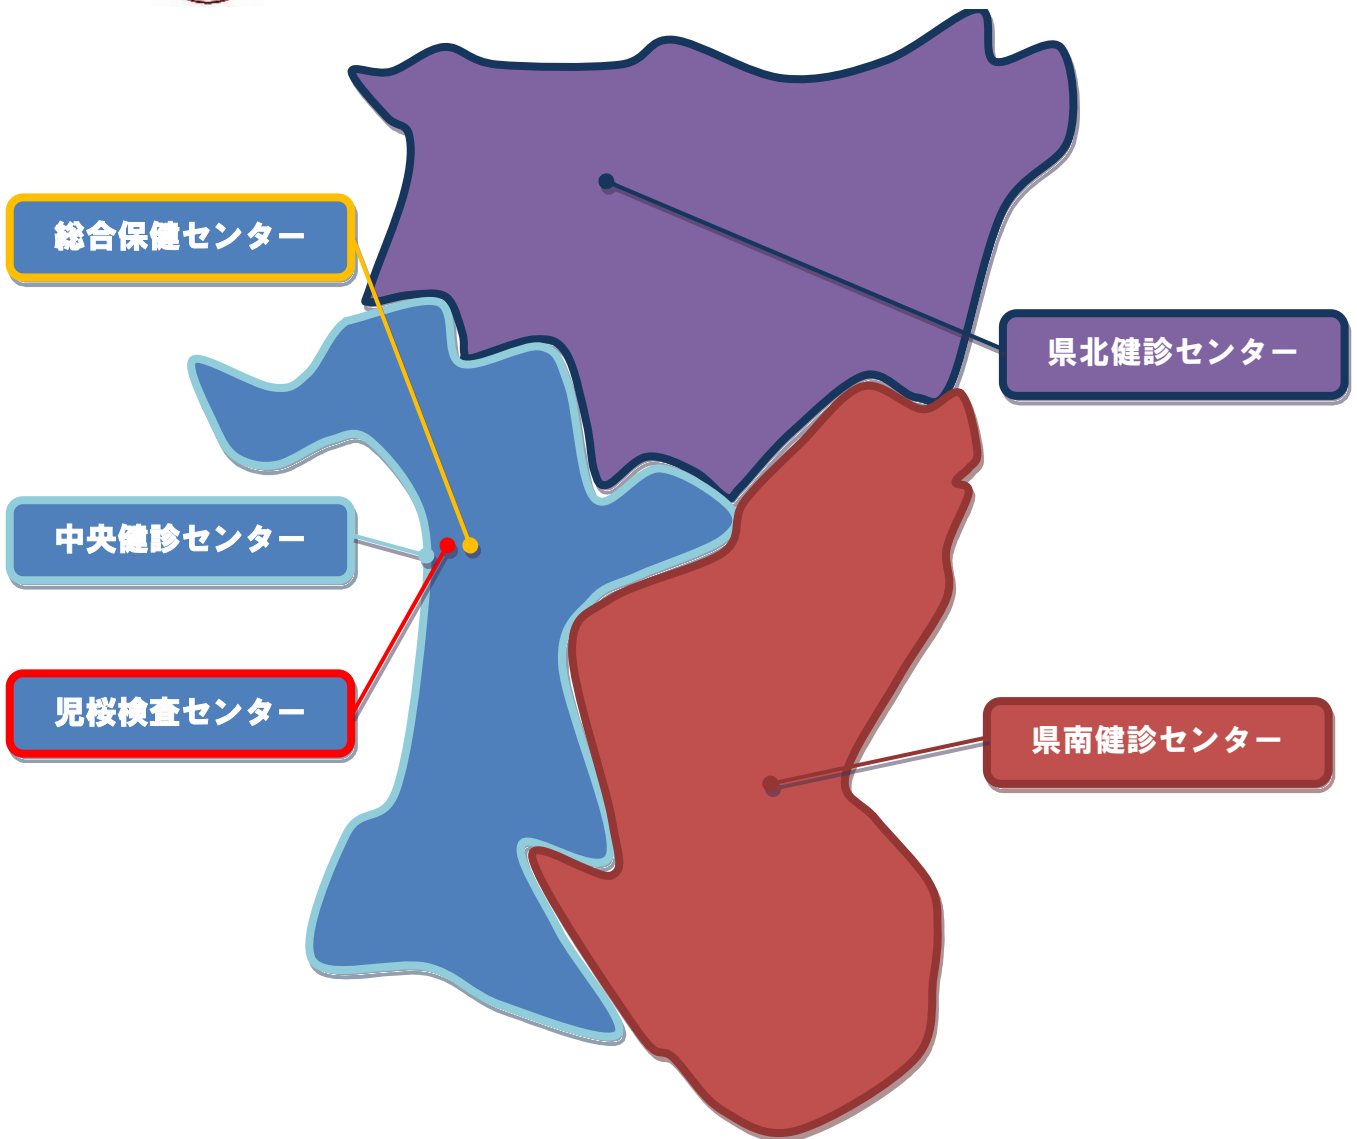 総合保健センター
県北健診センター
中央健診センター
児桜検査センター
県南健診センター